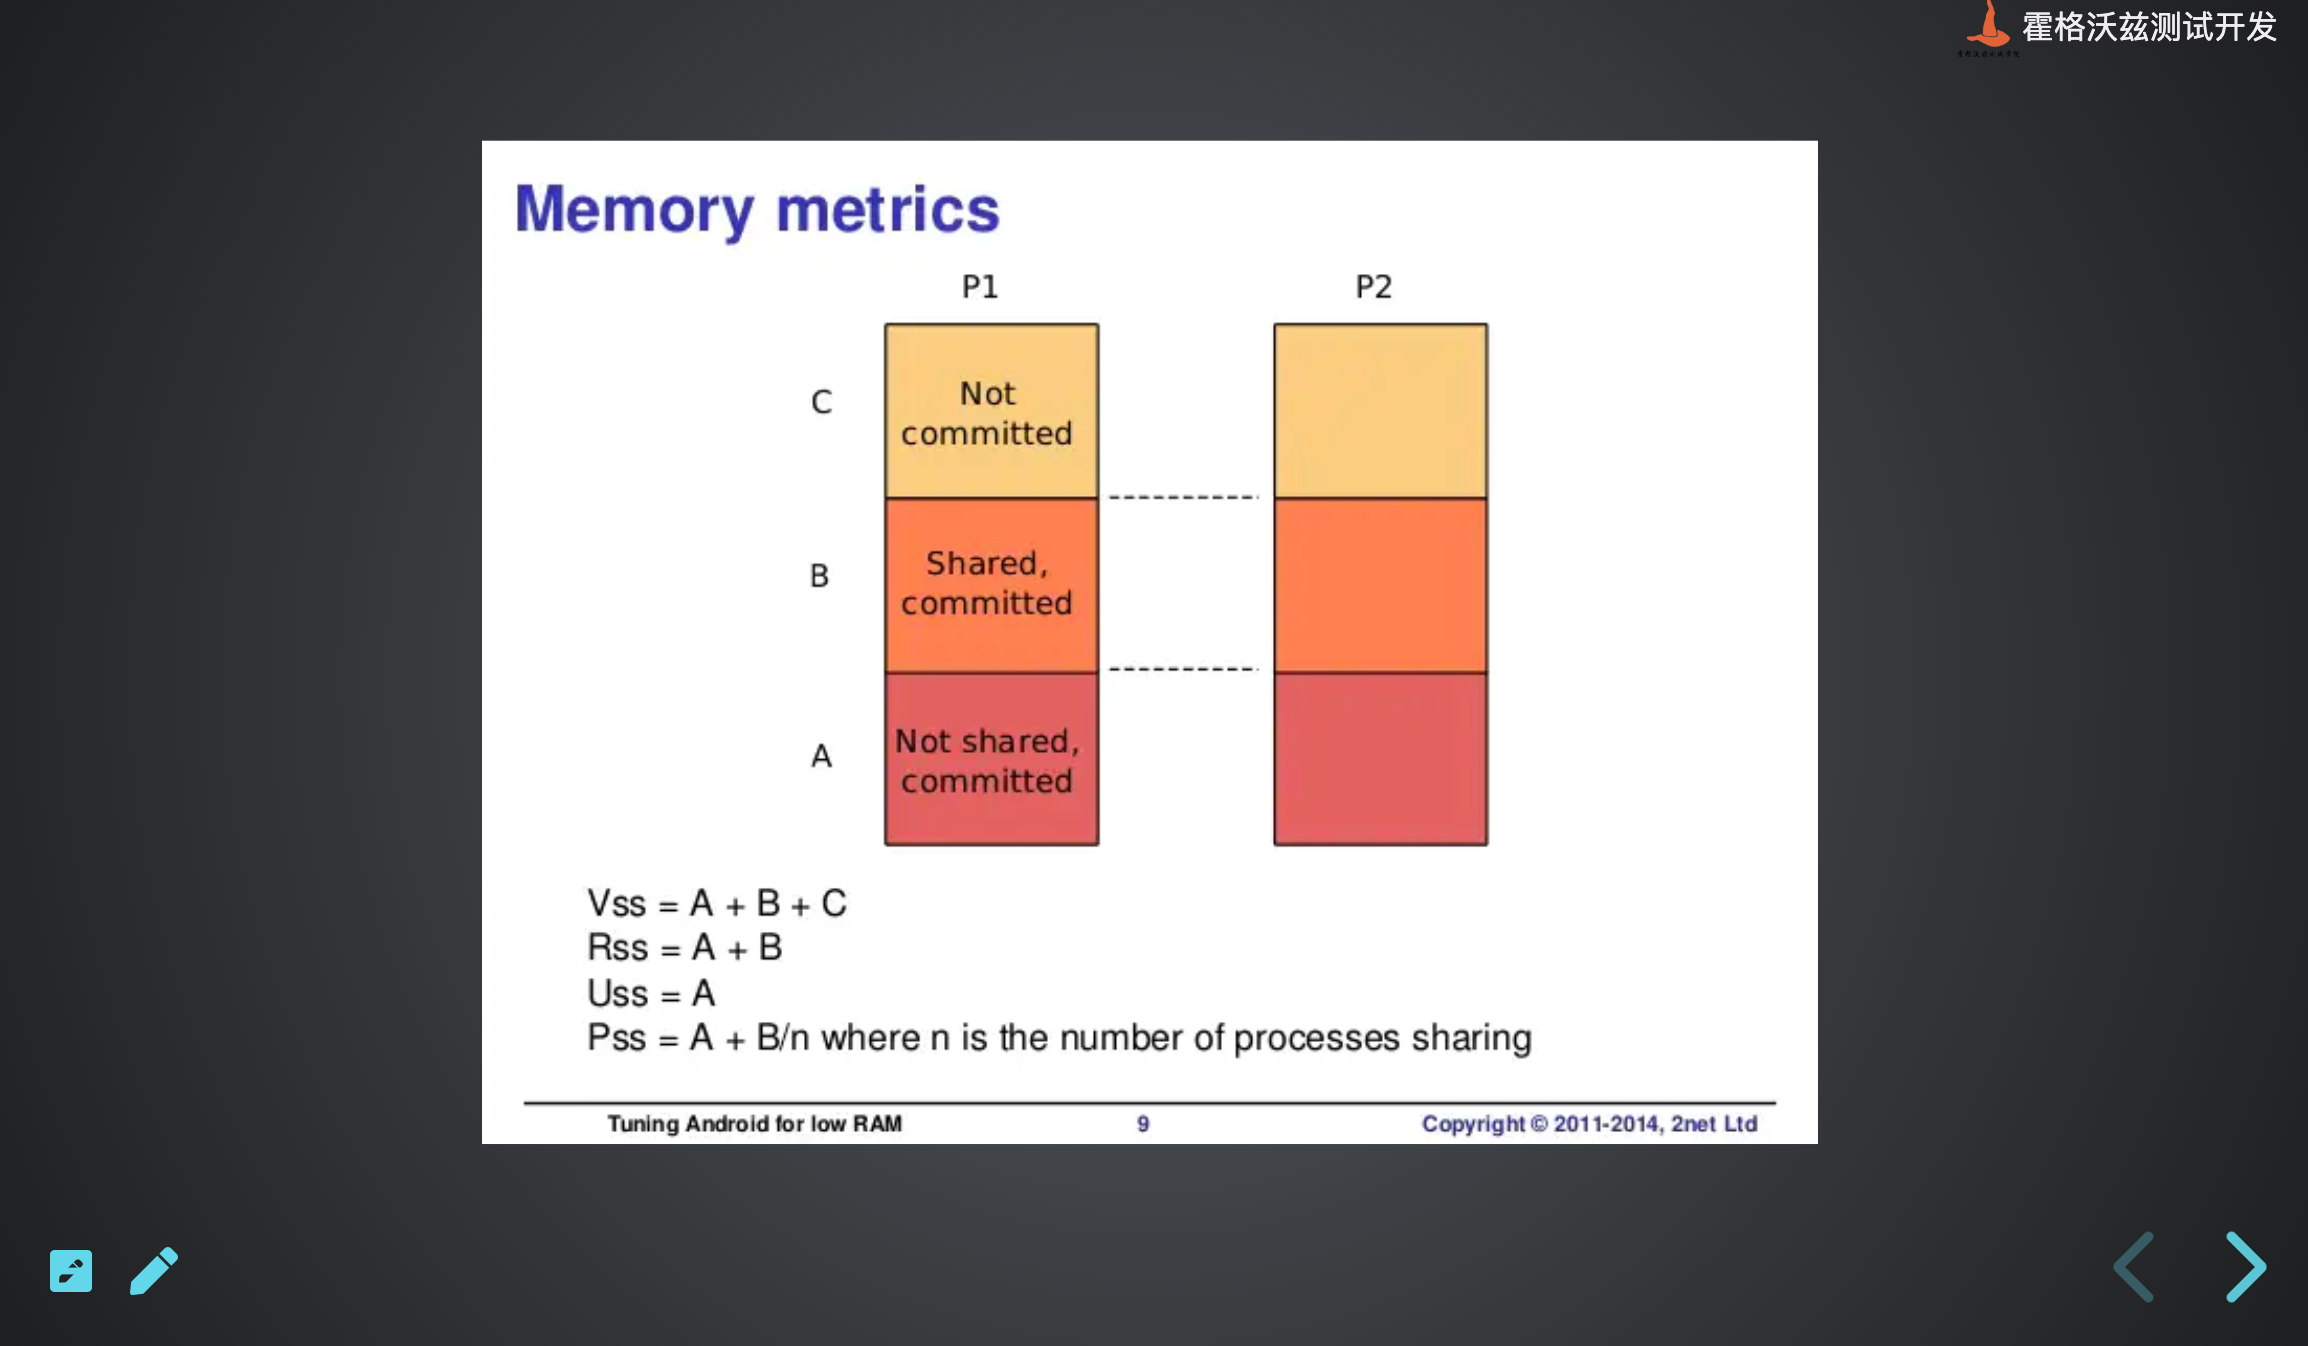 霍格沃兹测试开发
Memory metrics
P1
P2
C
Not
committed
B
Shared,
committed
A
Not shared,
committed
Vss = A + B + C
Rss = A + B
Uss = A
Pss = A + B/n where n is the number of processes sharing
Tuning Android for low RAM
9
Copyright © 2011-2014, 2net Ltd